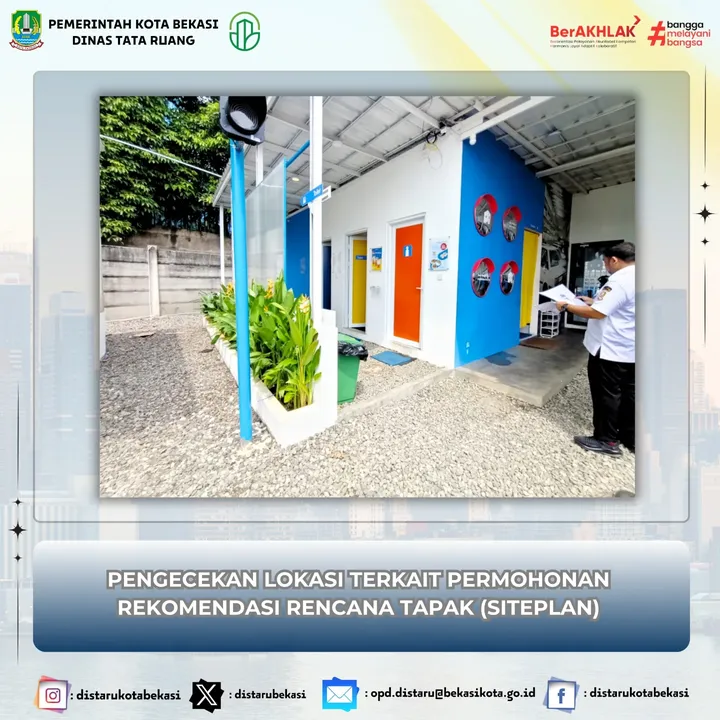 PEMERINTAH KOTA BEKASI
DINAS TATA RUANG
BerAKHLAK
#bangga
melayani
bangsa
PENGECEKAN LOKASI TERKAIT PERMOHONAN
REKOMENDASI RENCANA TAPAK (SITEPLAN)
: distarukotabekasi
: distarubekasi
: opd.distaru@bekasikota.go.id
: distarukotabekasi